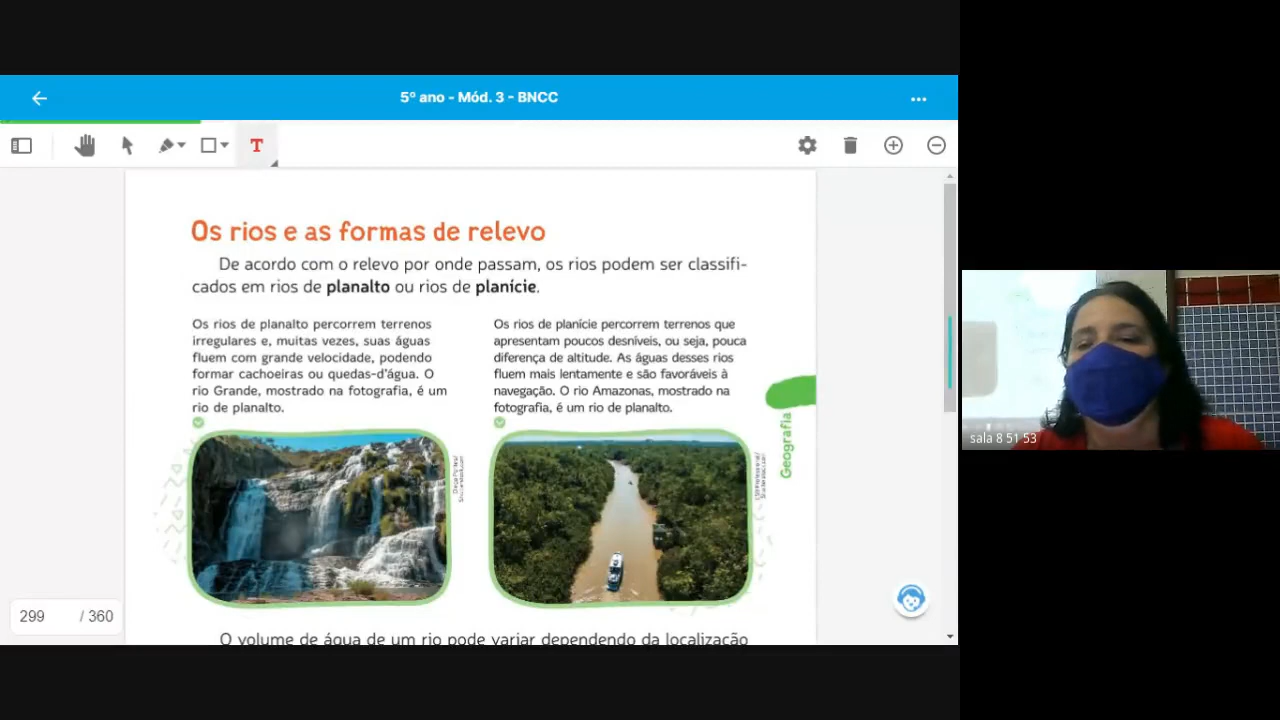 5º ano - Mód. 3 - BNCC
T
Os rios e as formas de relevo
De acordo com o relevo por onde passam, os rios podem ser classifi-
cados em rios de planalto ou rios de planície.
Os rios de planalto percorrem terrenos
irregulares e, muitas vezes, suas águas
fluem com grande velocidade, podendo
formar cachoeiras ou quedas-d'água. O
rio Grande, mostrado na fotografia, é um
rio de planalto.
Os rios de planície percorrem terrenos que
apresentam poucos desníveis, ou seja, pouca
diferença de altitude. As águas desses rios
fluem mais lentamente e são favoráveis à
navegação. O rio Amazonas, mostrado na
fotografia, é um rio de planalto.
Geografia
299 / 360
O volume de água de um rio pode variar dependendo da localização
sala 8 51 53